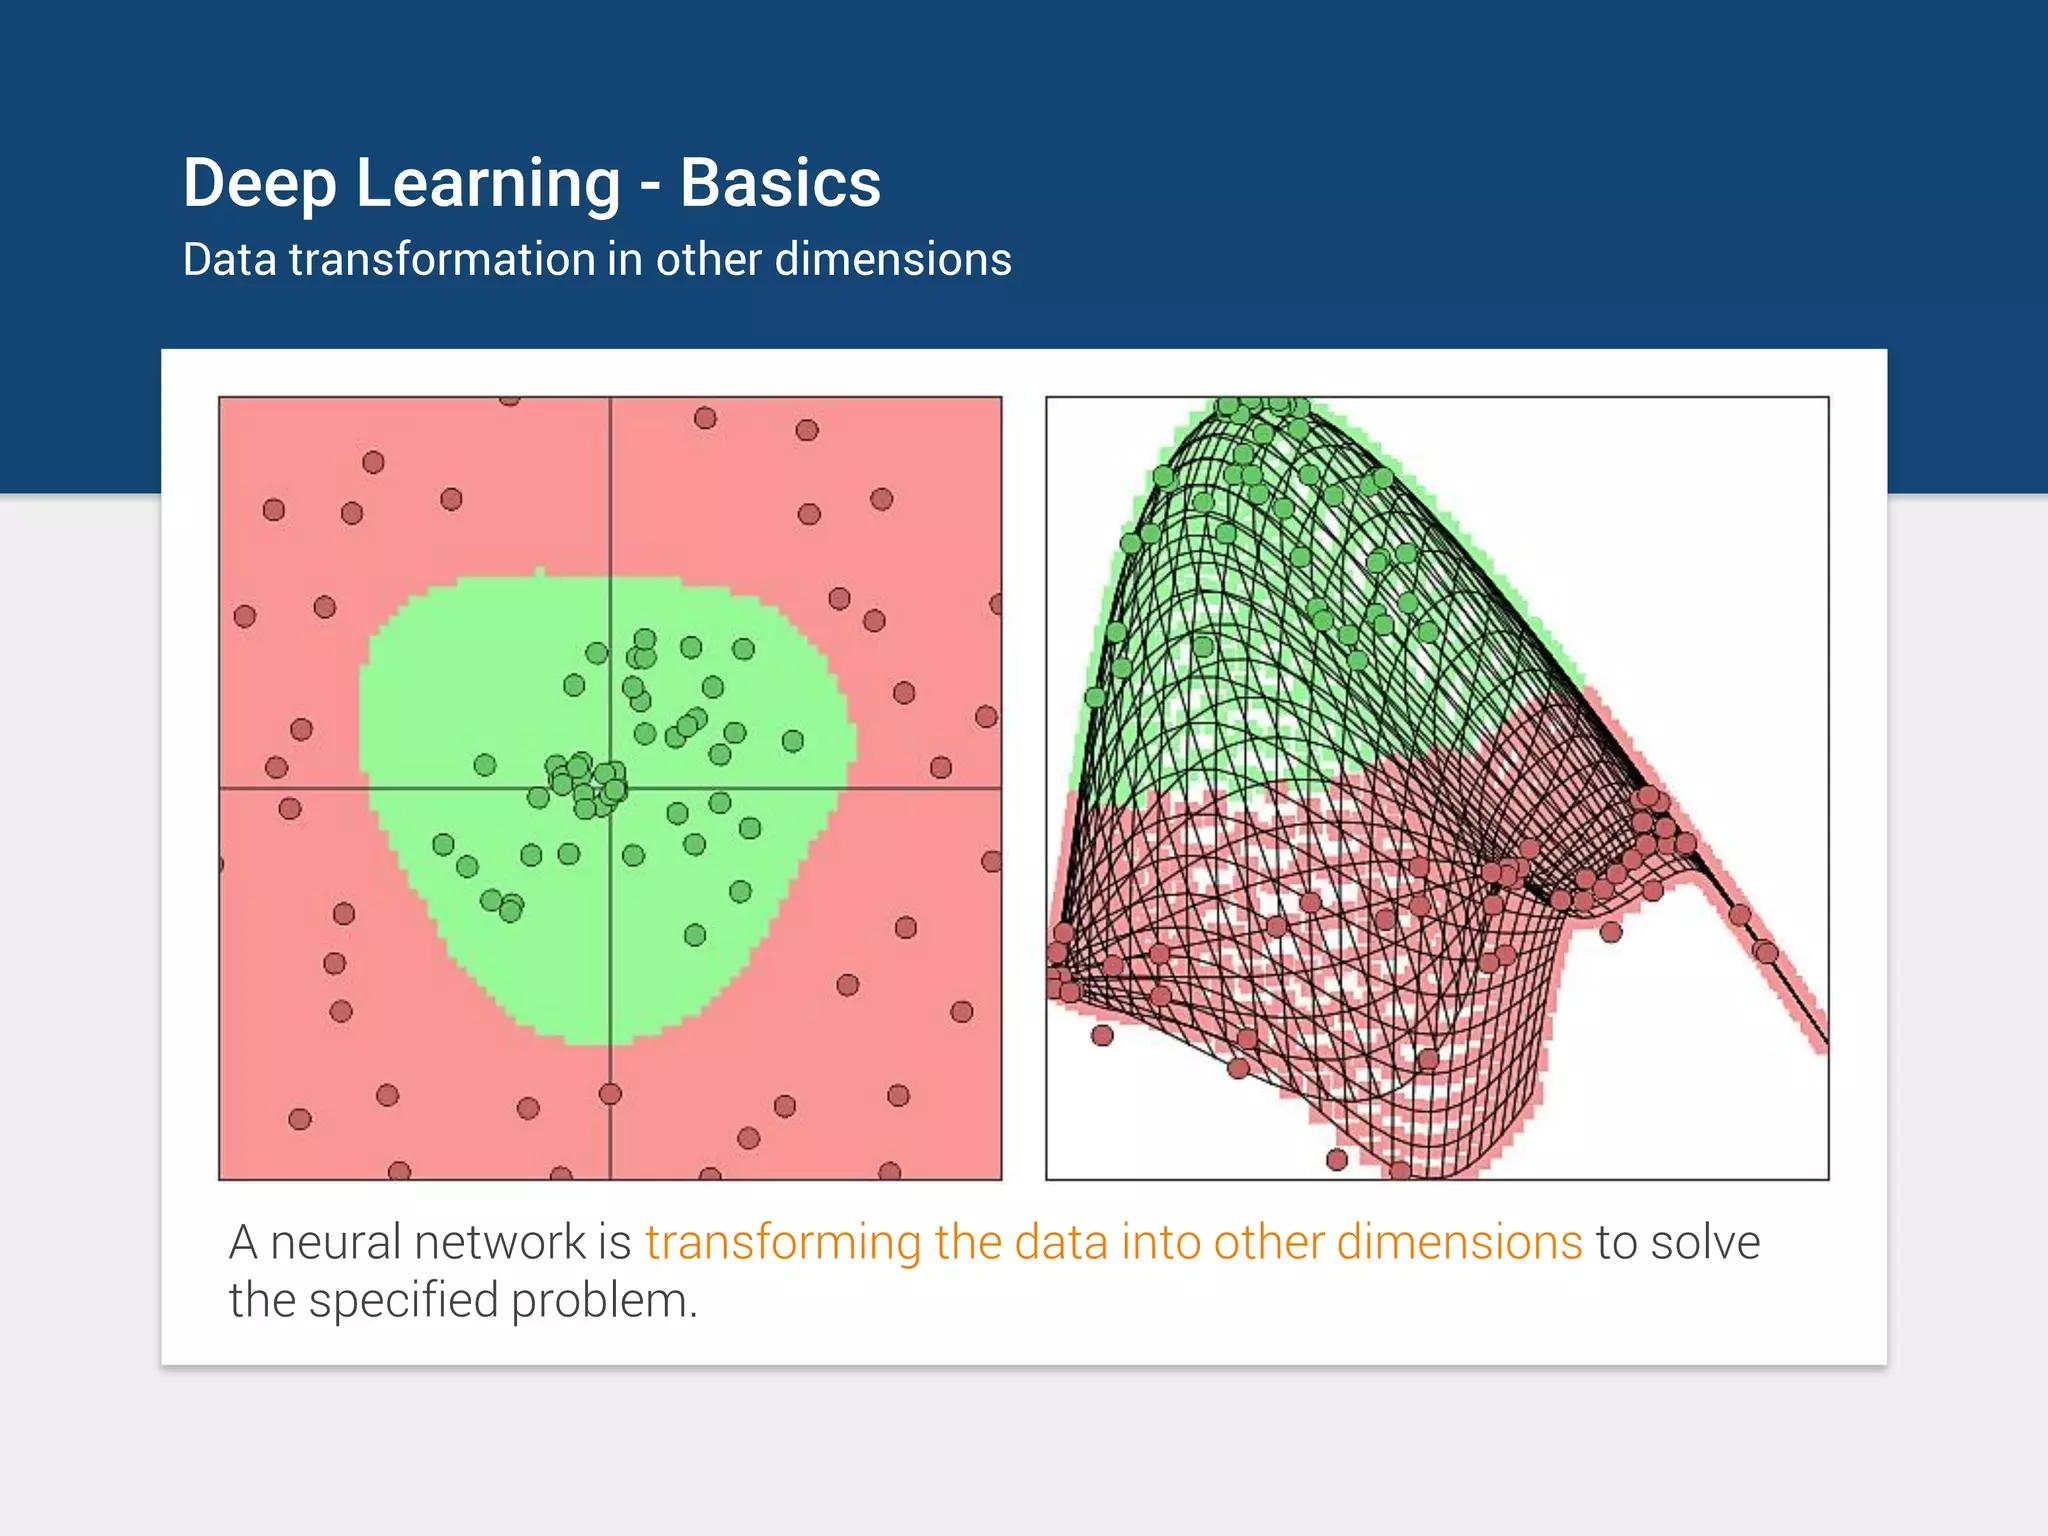 Deep Learning - Basics
Data transformation in other dimensions
A neural network is transforming the data into other dimensions to solve
the specified problem.